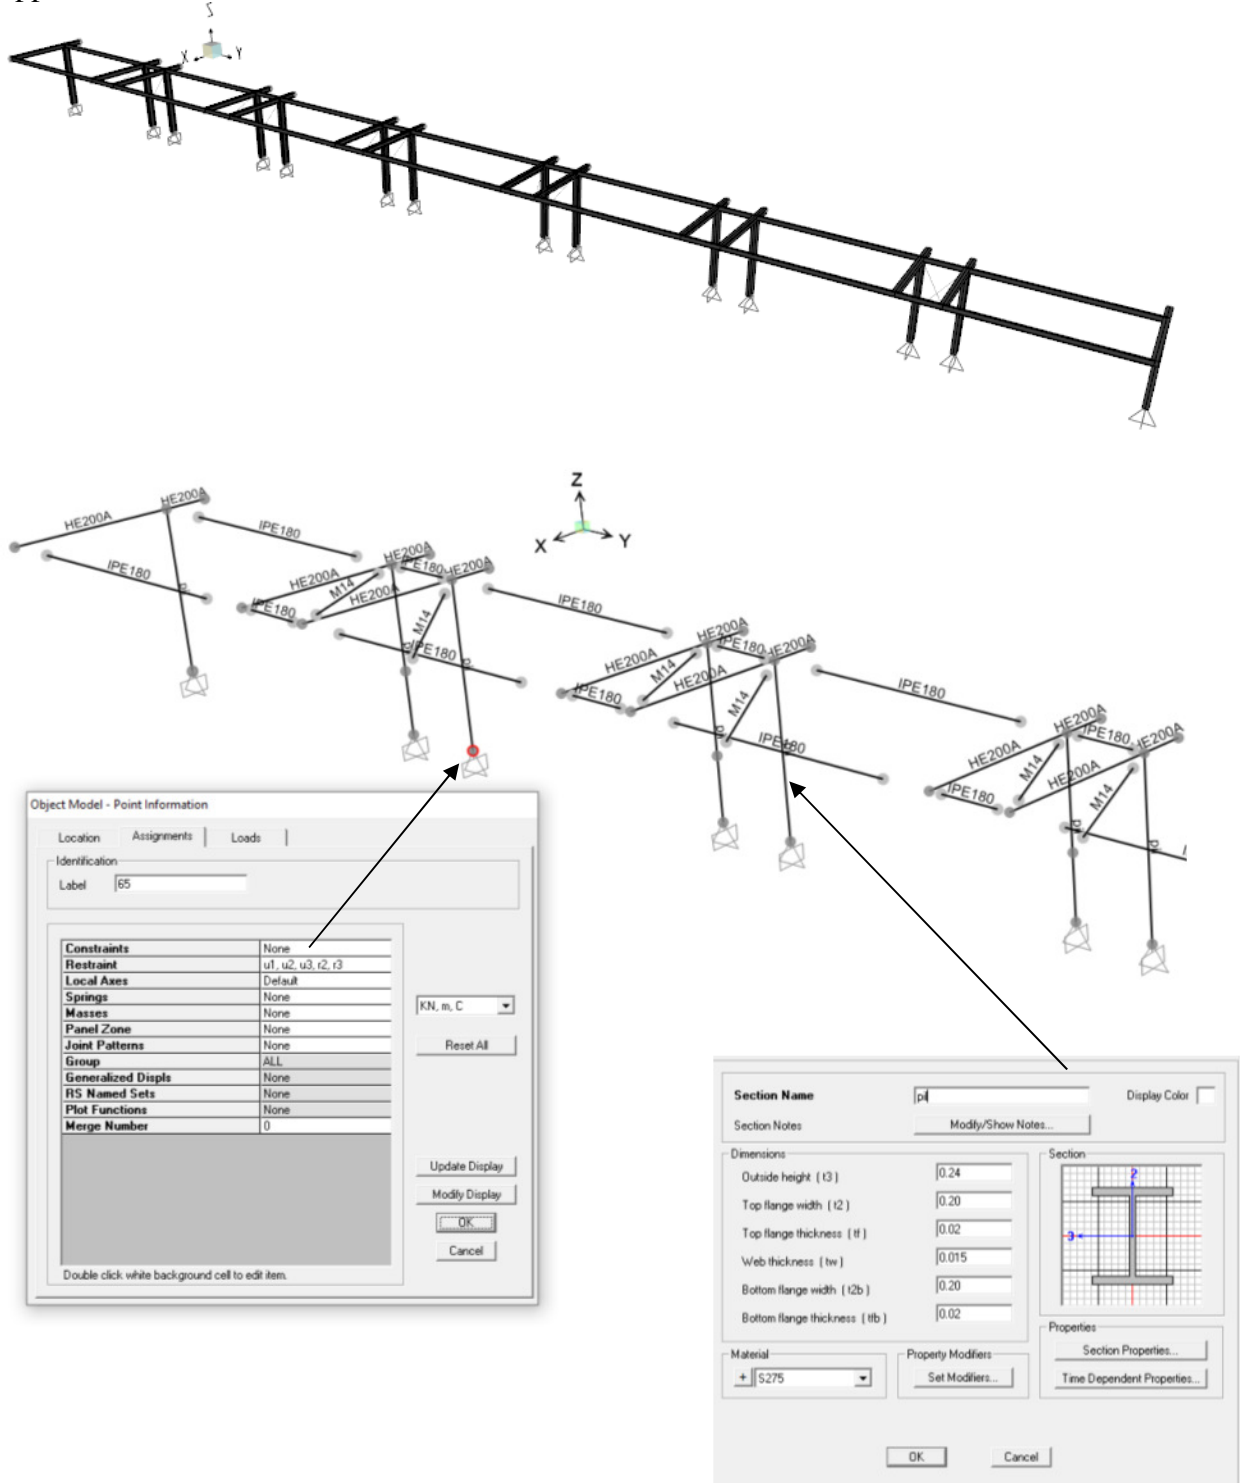 X
Y
HE200A
HE200A
IPE180
IPE180
Z
X
Y
HE200A
HE200A
HE200A
HE200A
M14
M14
IPE180
IPE180
IPE180
HE200A
HE200A
HE200A
HE200A
IPE180
IPE180
M14
M14
IPE180
IPE180
HE200A
HE200A
HE200A
HE200A
IPE180
IPE180
M14
M14
Object Model - Point Information
Location Assignments Loads
Identification
Label 65
Constraints None
Restraint u1, u2, u3, r2, r3
Local Axes Default
Springs None
Masses None
Panel Zone None
Joint Patterns None
Group ALL
Generalized Displs None
RS Named Sets None
Plot Functions None
Merge Number 0
KN, m, C
Reset All
Update Display
Modify Display
OK
Cancel
Double click white background cell to edit item.
Section Name pil Display Color
Section Notes Modify/Show Notes...
Dimensions
Outside height ( t3 ) 0.24
Top flange width ( t2 ) 0.20
Top flange thickness ( tf ) 0.02
Web thickness ( tw ) 0.015
Bottom flange width ( t2b ) 0.20
Bottom flange thickness ( tfb ) 0.02
Section
2
3
Material
+ S275
Property Modifiers
Set Modifiers...
Properties
Section Properties...
Time Dependent Properties...
OK Cancel